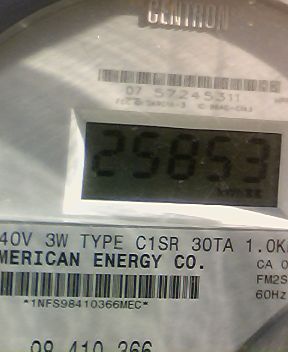 CENTRON
07 57245311
25853
40V 3W TYPE C1SR 30TA 1.0K
MERICAN ENERGY CO.
CA 0
FM2S
*1NFS98410366MEC*
60Hz
98 410 366